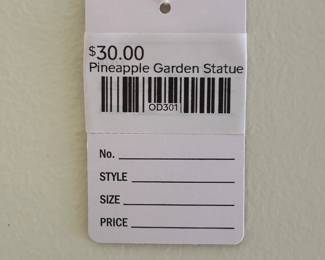 $30.00
Pineapple Garden Statue
OD301
No.
STYLE
SIZE
PRICE